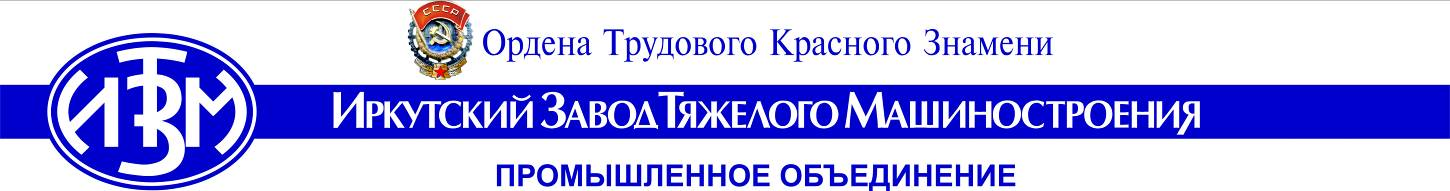 СССР
Ордена Трудового Красного Знамени
ИЗТМ
Иркутский Завод Тяжелого Машиностроения
ПРОМЫШЛЕННОЕ ОБЪЕДИНЕНИЕ